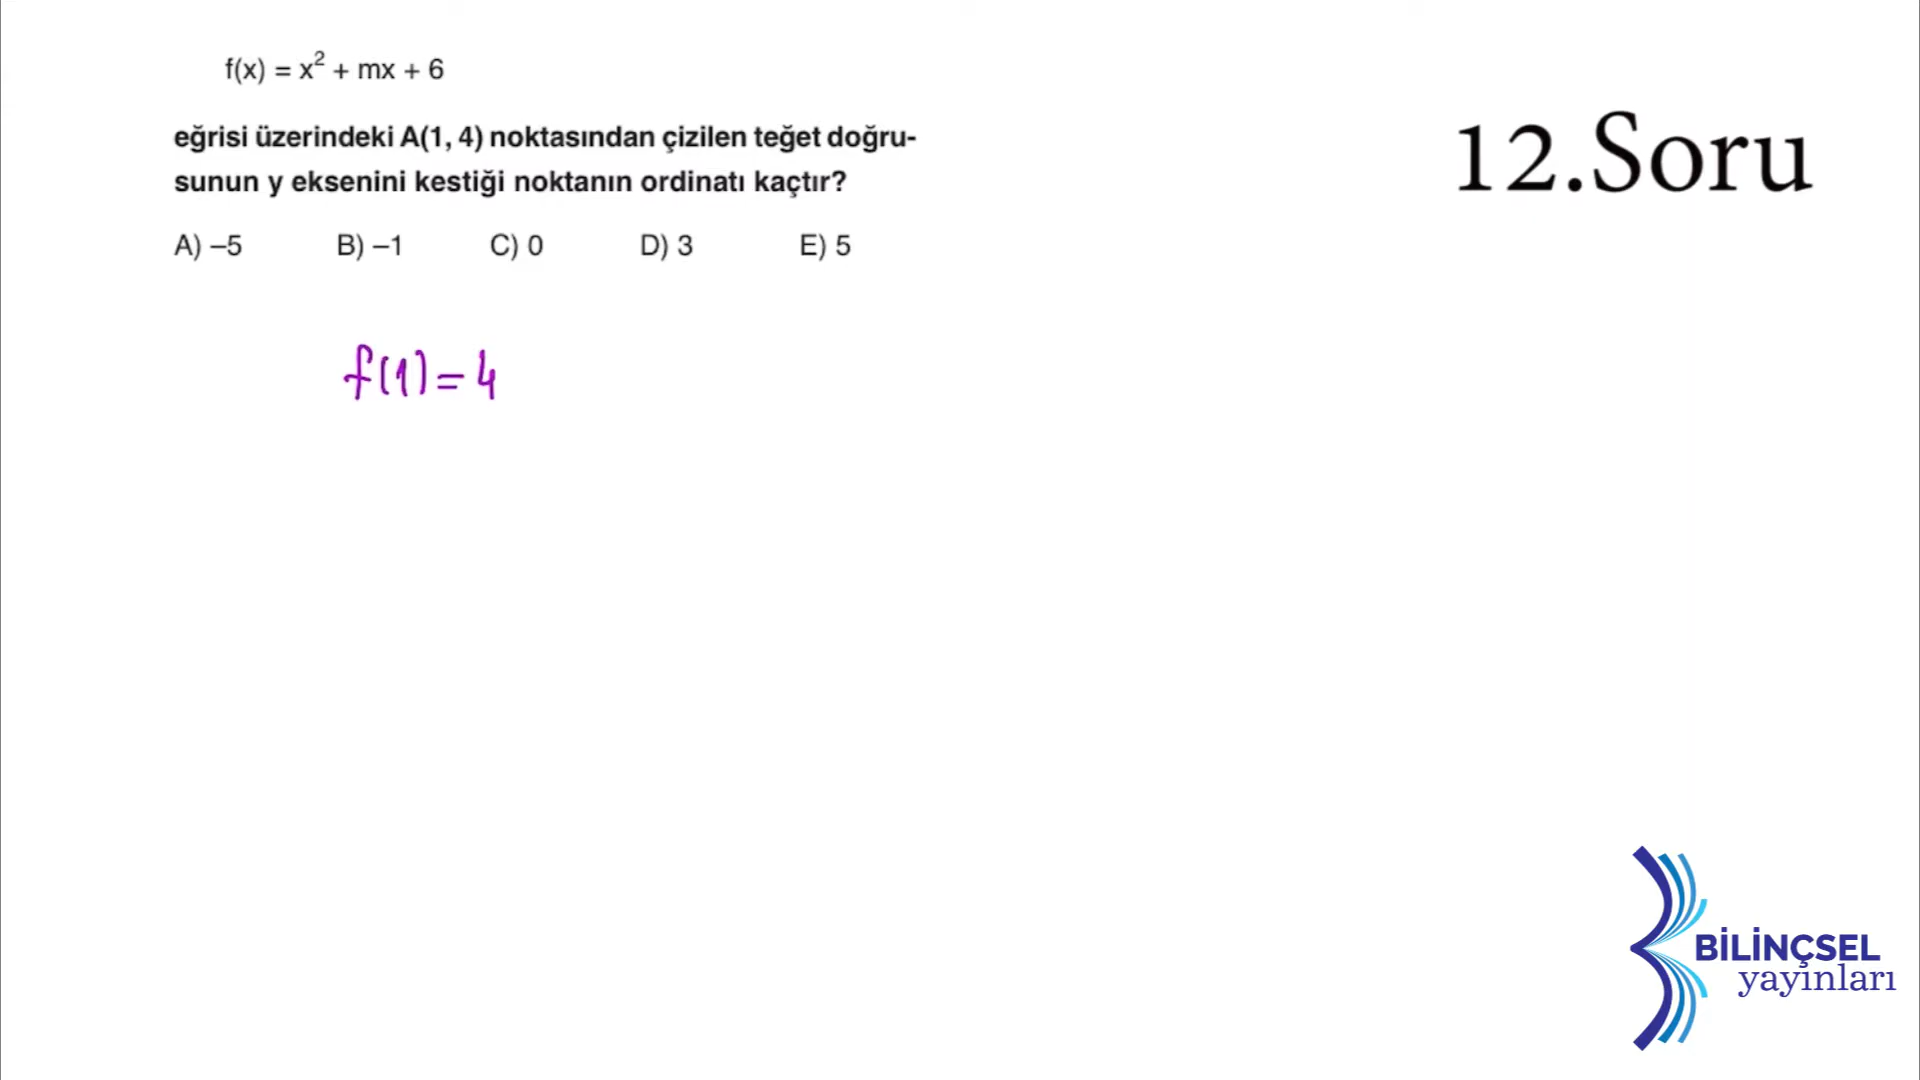 f(x) = x² + mx + 6
eğrisi üzerindeki A(1, 4) noktasından çizilen teğet doğru-
sunun y eksenini kestiği noktanın ordinatı kaçtır?
A) –5 B) –1 C) 0 D) 3 E) 5
12.Soru
f(1) = 4
BİLİNÇSEL
yayınları